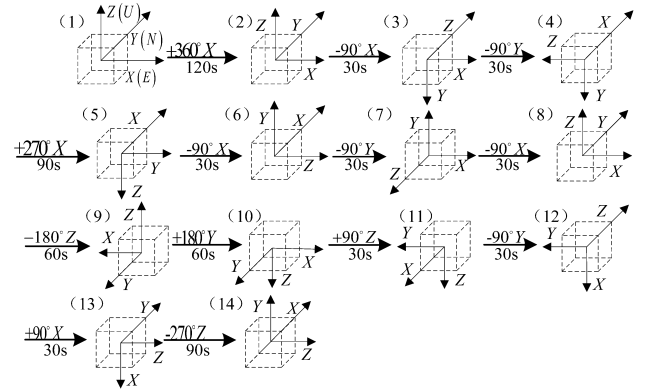 (1) Z(U) Y(N) X(E) +360°X 120s (2) Z Y X -90°X 30s (3) Z X Y -90°Y 30s (4) Z X Y
+270°X 90s (5) X Y Z -90°X 30s (6) Y X Z -90°Y 30s (7) Y X Z -90°X 30s (8) Z Y X
-180°Z 60s (9) Z X Y +180°Y 60s (10) Y X Z +90°Z 30s (11) Y X Z -90°Y 30s (12) Z Y X
+90°X 30s (13) Y Z X -270°Z 90s (14) Y X Z